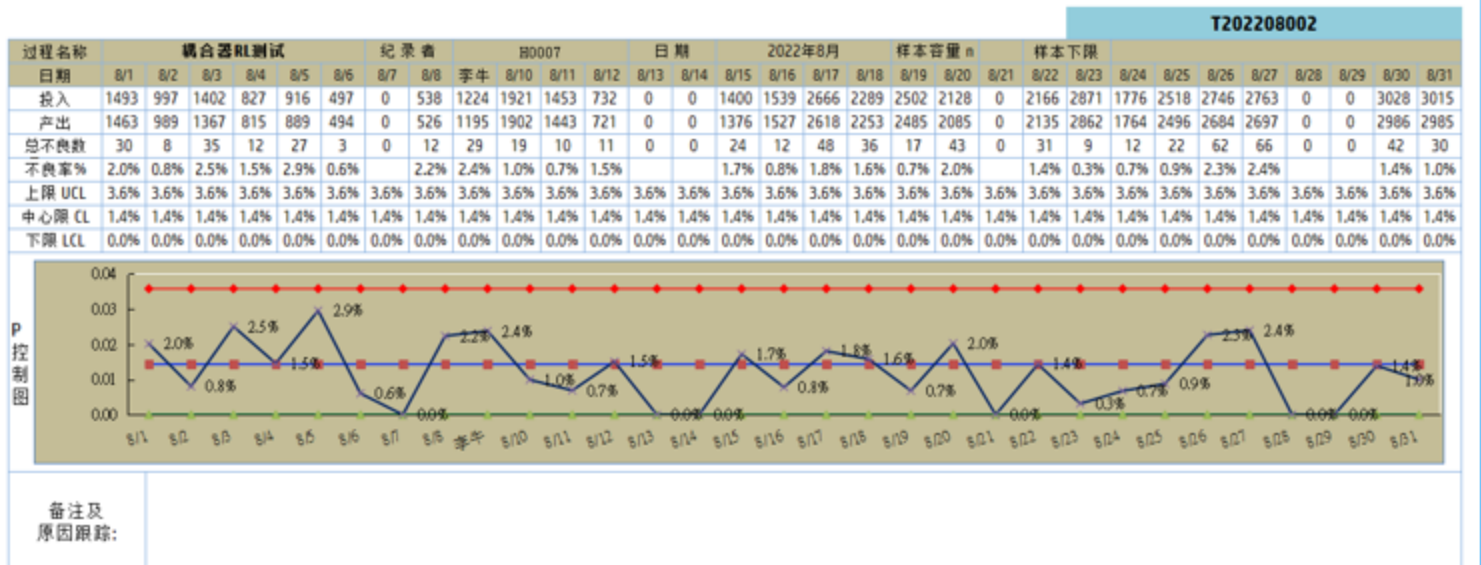 T202208002
过程名称 耦合器RL测试 纪录者 H0007 日期 2022年8月 样本容量n 样本下限
日期 8/1 8/2 8/3 8/4 8/5 8/6 8/7 8/8 李牛 8/10 8/11 8/12 8/13 8/14 8/15 8/16 8/17 8/18 8/19 8/20 8/21 8/22 8/23 8/24 8/25 8/26 8/27 8/28 8/29 8/30 8/31
投入 1493 997 1402 827 916 497 0 538 1224 1921 1453 732 0 0 1400 1539 2666 2289 2502 2128 0 2166 2871 1776 2518 2746 2763 0 0 3028 3015
产出 1463 989 1367 815 889 494 0 526 1195 1902 1443 721 0 0 1376 1527 2618 2253 2485 2085 0 2135 2862 1764 2496 2684 2697 0 0 2986 2985
总不良数 30 8 35 12 27 3 0 12 29 19 10 11 0 0 24 12 48 36 17 43 0 31 9 12 22 62 66 0 0 42 30
不良率% 2.0% 0.8% 2.5% 1.5% 2.9% 0.6% 2.2% 2.4% 1.0% 0.7% 1.5% 1.7% 0.8% 1.8% 1.6% 0.7% 2.0% 1.4% 0.3% 0.7% 0.9% 2.3% 2.4% 1.4% 1.0%
上限 UCL 3.6% 3.6% 3.6% 3.6% 3.6% 3.6% 3.6% 3.6% 3.6% 3.6% 3.6% 3.6% 3.6% 3.6% 3.6% 3.6% 3.6% 3.6% 3.6% 3.6% 3.6% 3.6% 3.6% 3.6% 3.6% 3.6% 3.6% 3.6% 3.6% 3.6% 3.6%
中心限 CL 1.4% 1.4% 1.4% 1.4% 1.4% 1.4% 1.4% 1.4% 1.4% 1.4% 1.4% 1.4% 1.4% 1.4% 1.4% 1.4% 1.4% 1.4% 1.4% 1.4% 1.4% 1.4% 1.4% 1.4% 1.4% 1.4% 1.4% 1.4% 1.4% 1.4% 1.4%
下限 LCL 0.0% 0.0% 0.0% 0.0% 0.0% 0.0% 0.0% 0.0% 0.0% 0.0% 0.0% 0.0% 0.0% 0.0% 0.0% 0.0% 0.0% 0.0% 0.0% 0.0% 0.0% 0.0% 0.0% 0.0% 0.0% 0.0% 0.0% 0.0% 0.0% 0.0% 0.0%
P控制图
0.04
0.03
0.02
0.01
0.00
2.0% 0.8% 2.5% 1.5% 2.9% 0.6% 0.0% 2.2% 2.4% 1.0% 0.7% 1.5% 0.0% 0.0% 1.7% 0.8% 1.8% 1.6% 0.7% 2.0% 0.0% 1.4% 0.3% 0.7% 0.9% 2.3% 2.4% 0.0% 0.0% 1.4% 1.0%
8/1 8/2 8/3 8/4 8/5 8/6 8/7 8/8 李牛 8/10 8/11 8/12 8/13 8/14 8/15 8/16 8/17 8/18 8/19 8/20 8/21 8/22 8/23 8/24 8/25 8/26 8/27 8/28 8/29 8/30 8/31
备注及
原因跟踪: